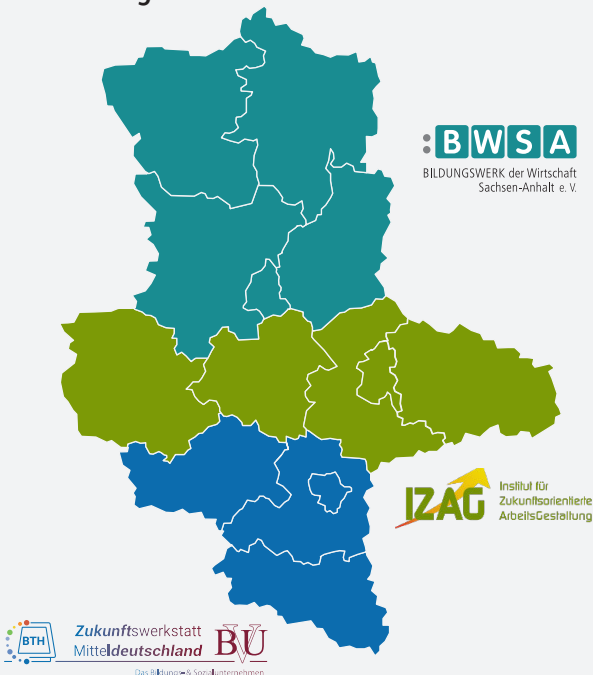 :BWSA
BILDUNGSWERK der Wirtschaft
Sachsen-Anhalt e. V.
IZAG
Institut für
Zukunftsorientierte
ArbeitsGestaltung
BTH
Zukunftswerkstatt
Mitteldeutschland
BVU
Das Bildungs- & Sozialunternehmen